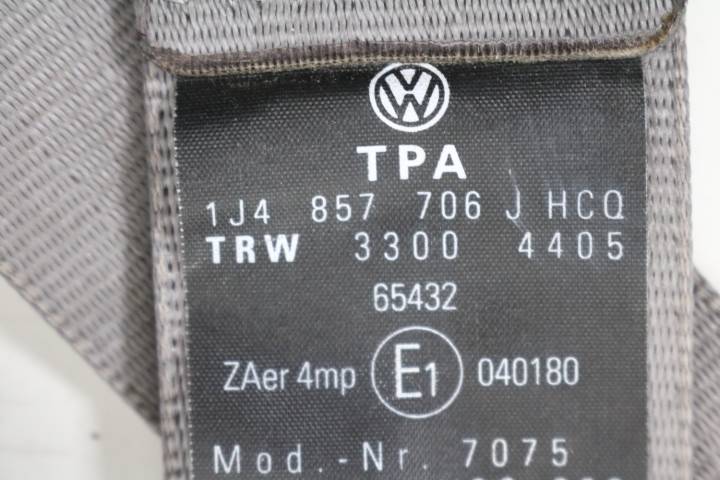 TPA
1J4 857 706 J HCQ
TRW 3300 4405
65432
ZAer 4mp E1 040180
Mod.-Nr. 7075